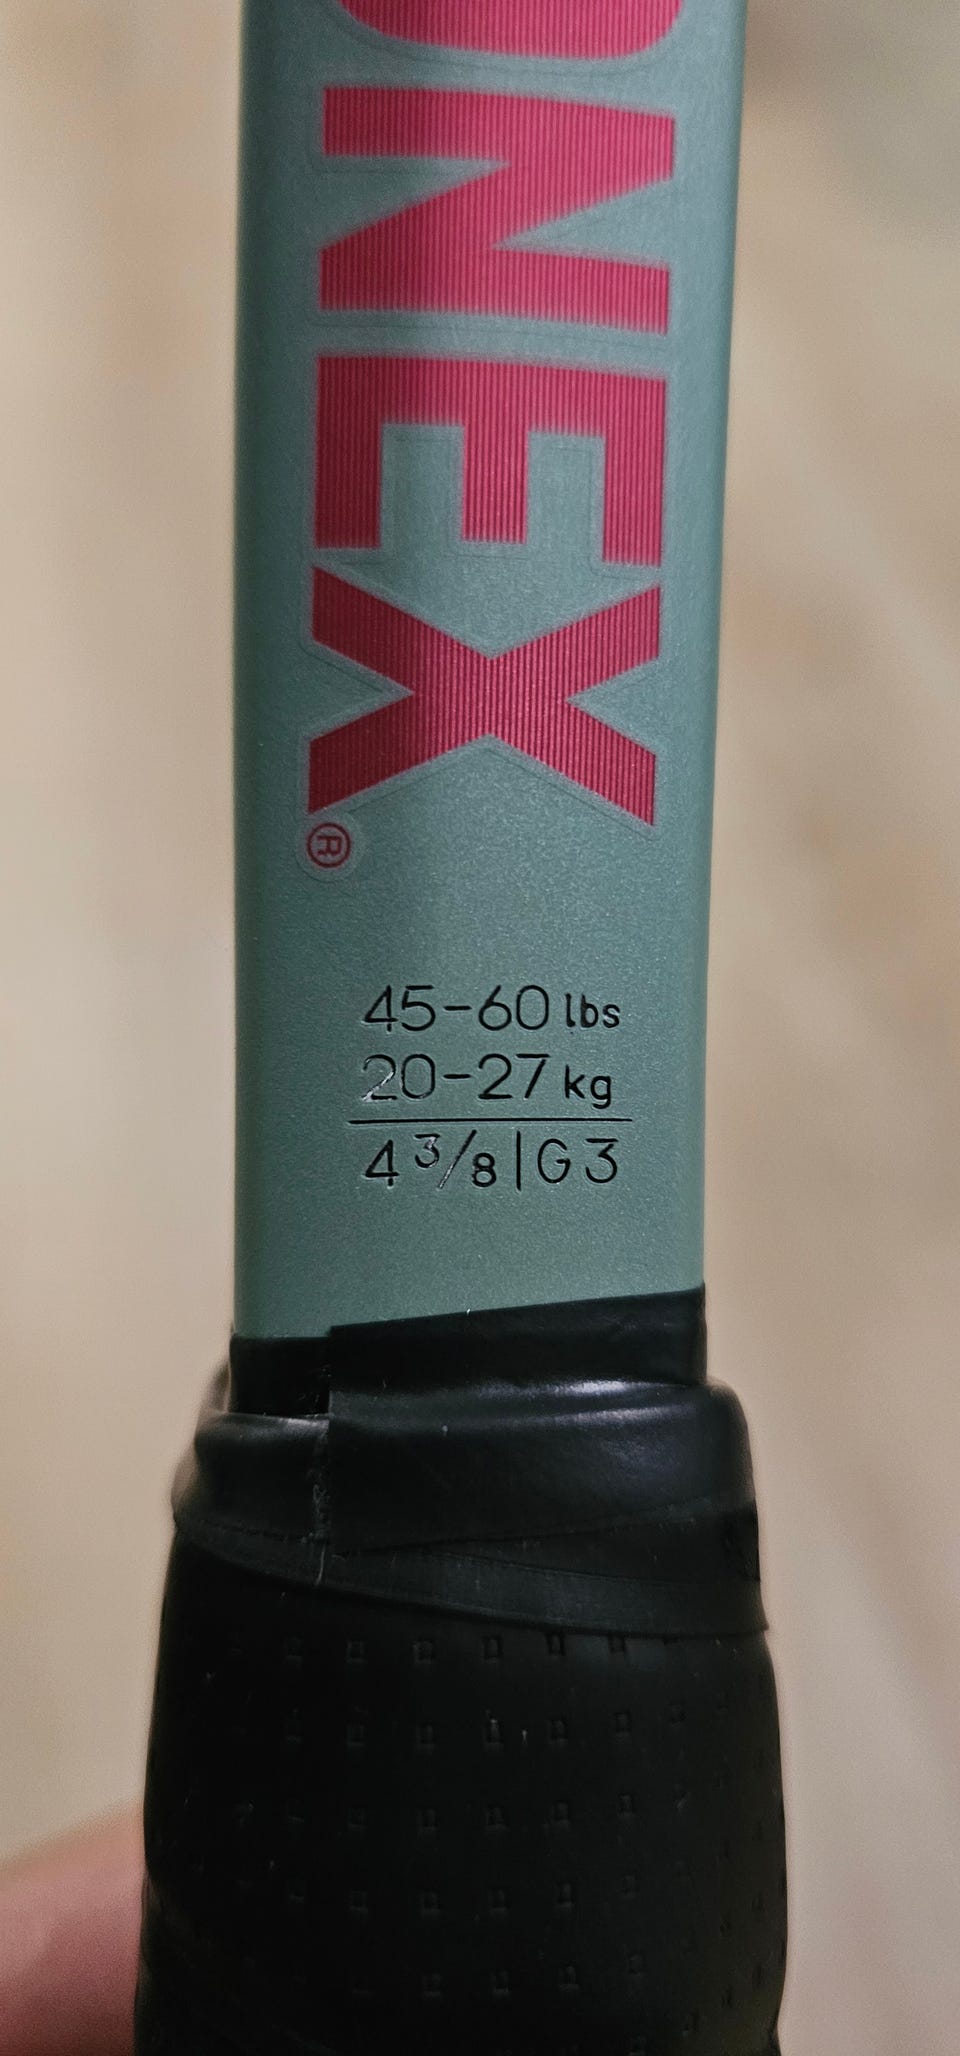 ONEX®
45-60 lbs
20-27 kg
4 3/8 | G3